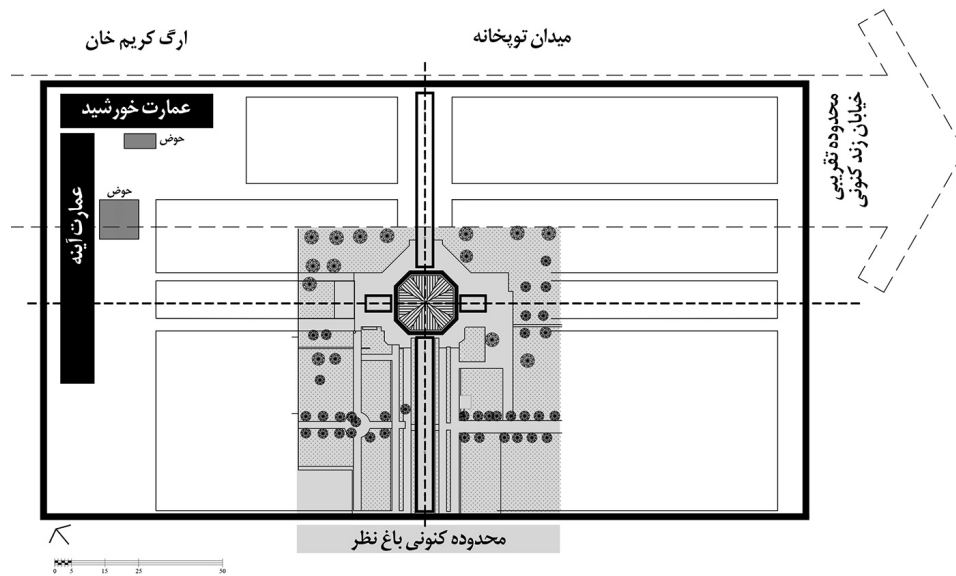 ارگ کریم خان
میدان توپخانه
عمارت خورشید
حوض
حوض
عمارت آینه
محدوده تقریبی
خیابان زند کنونی
محدوده کنونی باغ نظر
0 5 15 25 50